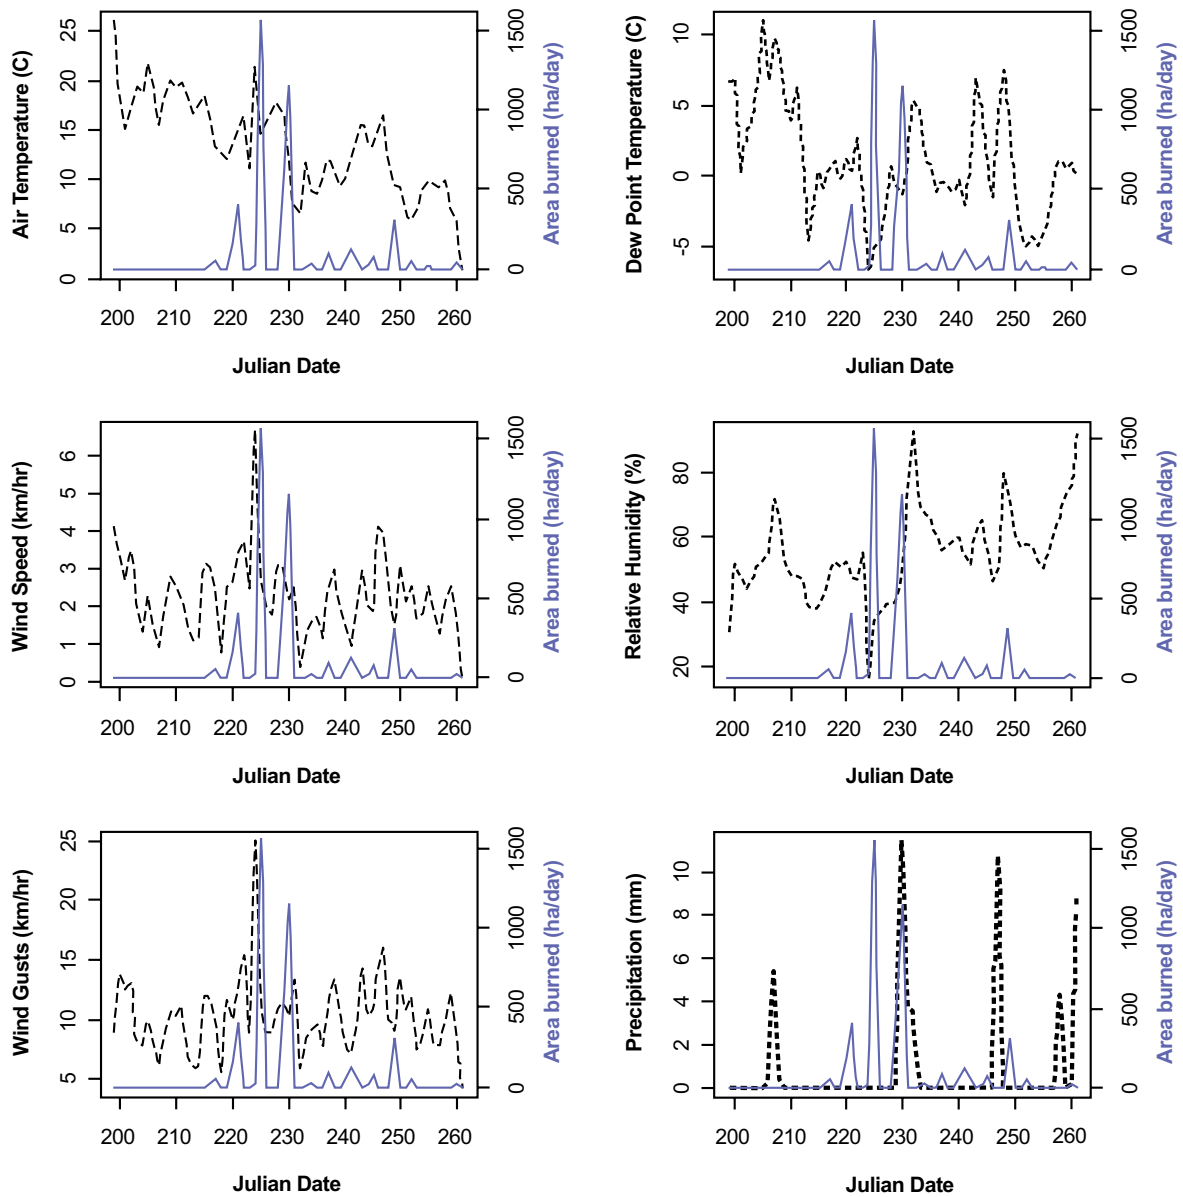 Air Temperature (C)
0 5 10 15 20 25
200 210 220 230 240 250 260
Julian Date
0 500 1000 1500
Area burned (ha/day)
Dew Point Temperature (C)
-5 0 5 10
200 210 220 230 240 250 260
Julian Date
0 500 1000 1500
Area burned (ha/day)
Wind Speed (km/hr)
0 1 2 3 4 5 6
200 210 220 230 240 250 260
Julian Date
0 500 1000 1500
Area burned (ha/day)
Relative Humidity (%)
20 40 60 80
200 210 220 230 240 250 260
Julian Date
0 500 1000 1500
Area burned (ha/day)
Wind Gusts (km/hr)
5 10 15 20 25
200 210 220 230 240 250 260
Julian Date
0 500 1000 1500
Area burned (ha/day)
Precipitation (mm)
0 2 4 6 8 10
200 210 220 230 240 250 260
Julian Date
0 500 1000 1500
Area burned (ha/day)